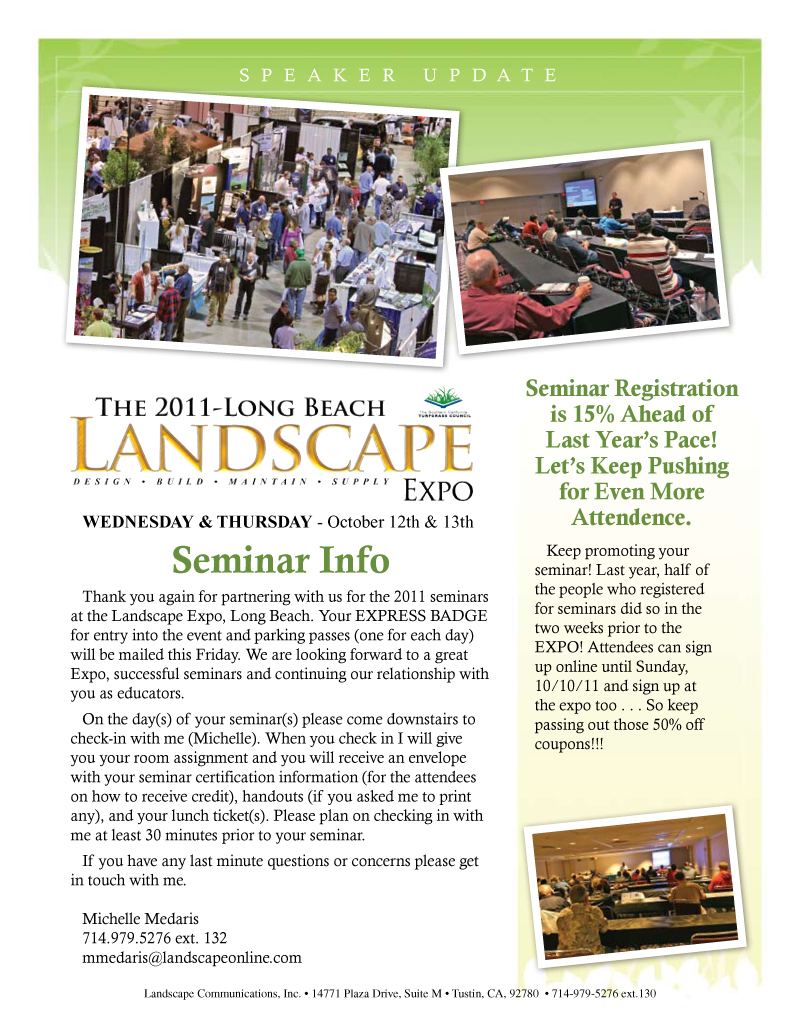 SPEAKER UPDATE
THE 2011-LONG BEACH
The Southern California
TURFGRASS COUNCIL
LANDSCAPE
DESIGN • BUILD • MAINTAIN • SUPPLY
EXPO
WEDNESDAY & THURSDAY - October 12th & 13th
Seminar Info
Thank you again for partnering with us for the 2011 seminars
at the Landscape Expo, Long Beach. Your EXPRESS BADGE
for entry into the event and parking passes (one for each day)
will be mailed this Friday. We are looking forward to a great
Expo, successful seminars and continuing our relationship with
you as educators.
On the day(s) of your seminar(s) please come downstairs to
check-in with me (Michelle). When you check in I will give
you your room assignment and you will receive an envelope
with your seminar certification information (for the attendees
on how to receive credit), handouts (if you asked me to print
any), and your lunch ticket(s). Please plan on checking in with
me at least 30 minutes prior to your seminar.
If you have any last minute questions or concerns please get
in touch with me.
Michelle Medaris
714.979.5276 ext. 132
mmedaris@landscapeonline.com
Seminar Registration
is 15% Ahead of
Last Year's Pace!
Let's Keep Pushing
for Even More
Attendence.
Keep promoting your
seminar! Last year, half of
the people who registered
for seminars did so in the
two weeks prior to the
EXPO! Attendees can sign
up online until Sunday,
10/10/11 and sign up at
the expo too . . . So keep
passing out those 50% off
coupons!!!
Landscape Communications, Inc. • 14771 Plaza Drive, Suite M • Tustin, CA, 92780 • 714-979-5276 ext.130